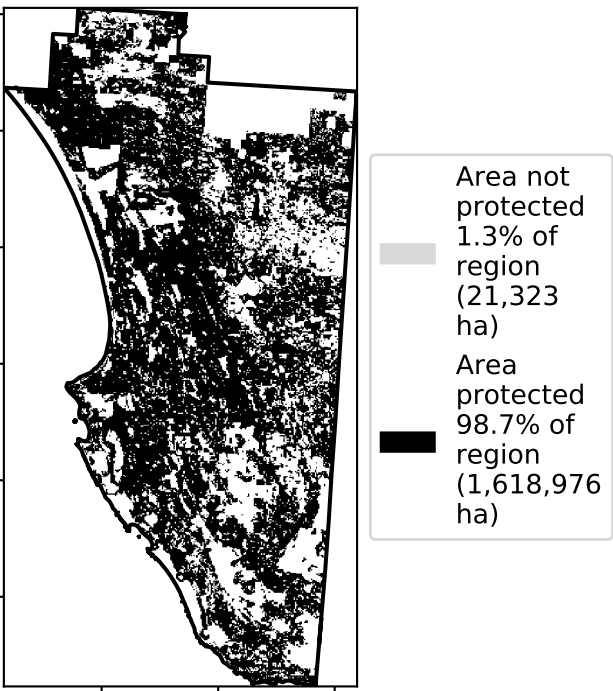 Area not
protected
1.3% of
region
(21,323
ha)
Area
protected
98.7% of
region
(1,618,976
ha)